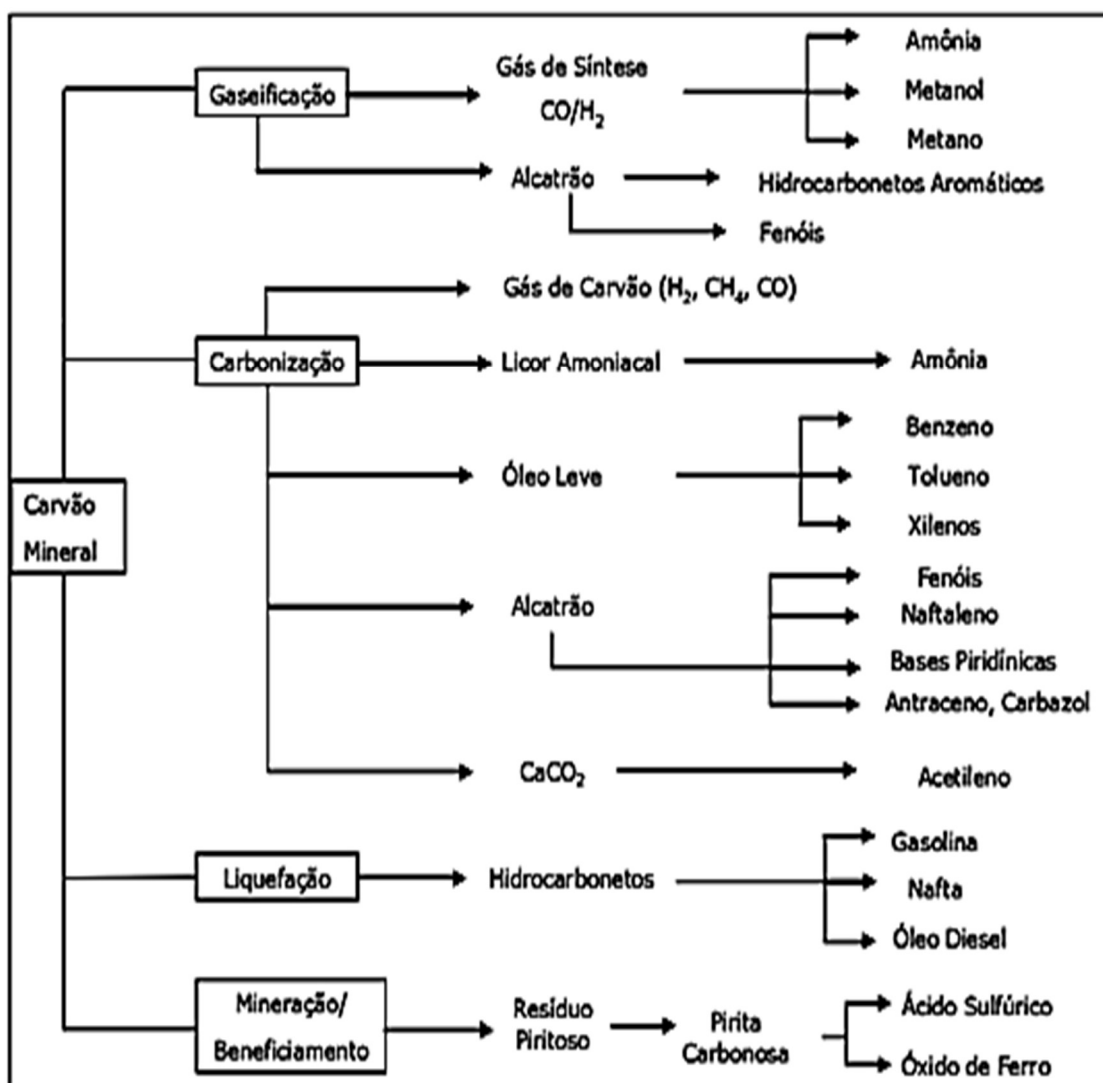 Carvão
Mineral
Gaseificação
Gás de Síntese
CO/H₂
Amônia
Metanol
Metano
Alcatrão
Hidrocarbonetos Aromáticos
Fenóis
Carbonização
Gás de Carvão (H₂, CH₄, CO)
Licor Amoniacal
Amônia
Óleo Leve
Benzeno
Tolueno
Xilenos
Alcatrão
Fenóis
Naftaleno
Bases Piridínicas
Antraceno, Carbazol
CaCO₂
Acetileno
Liquefação
Hidrocarbonetos
Gasolina
Nafta
Óleo Diesel
Mineração/
Beneficiamento
Resíduo
Piritoso
Pirita
Carbonosa
Ácido Sulfúrico
Óxido de Ferro